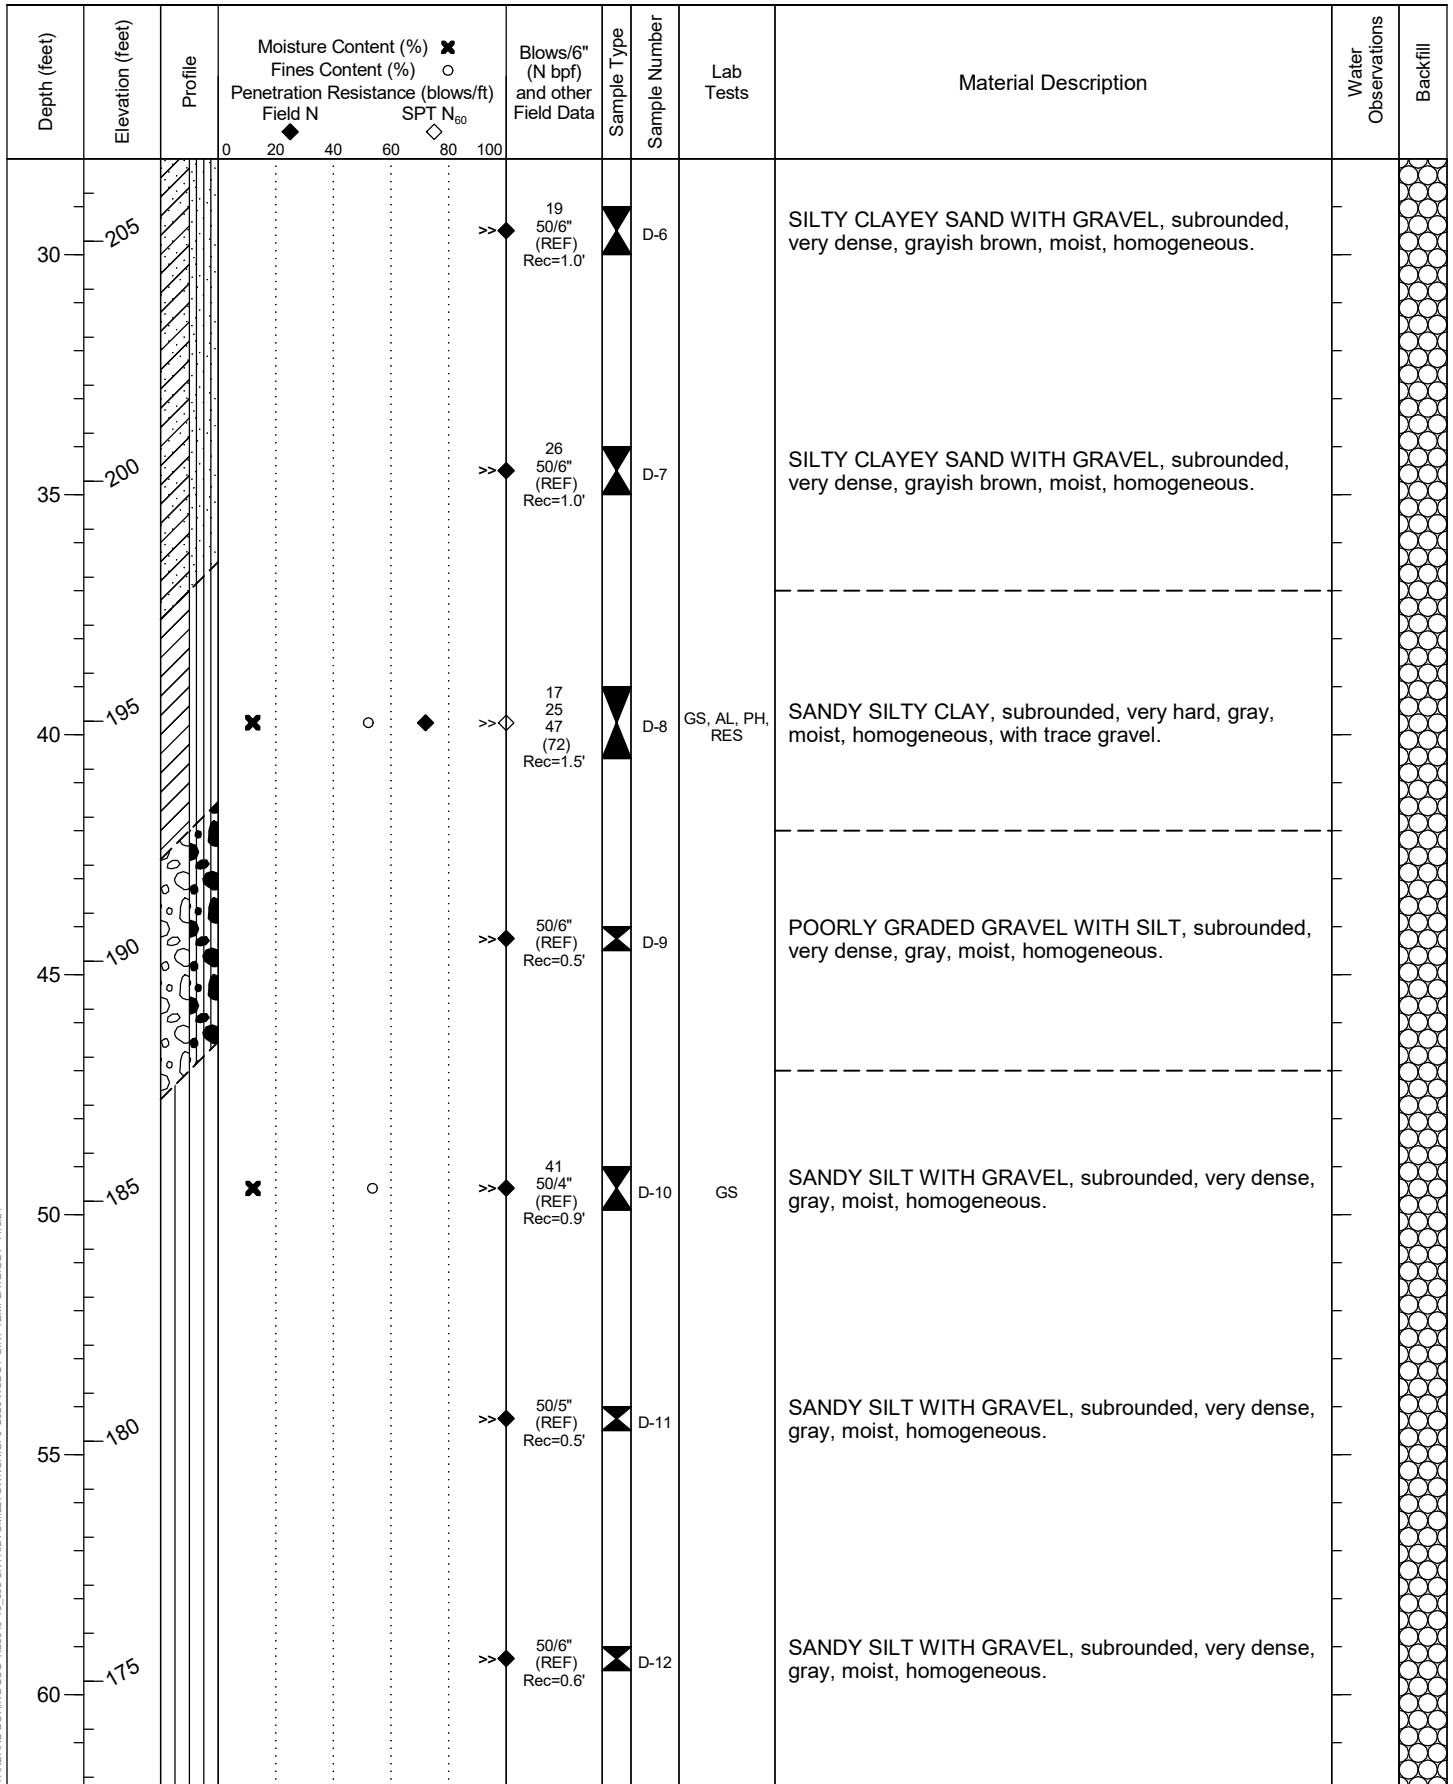 Depth (feet)
Elevation (feet)
Profile
Moisture Content (%)
Fines Content (%)
Penetration Resistance (blows/ft)
Field N SPT N60
0 20 40 60 80 100
Blows/6"
(N bpf)
and other
Field Data
Sample Type
Sample Number
Lab
Tests
Material Description
Water
Observations
Backfill
205
30
>>
19
50/6"
(REF)
Rec=1.0'
D-6
SILTY CLAYEY SAND WITH GRAVEL, subrounded,
very dense, grayish brown, moist, homogeneous.
200
35
>>
26
50/6"
(REF)
Rec=1.0'
D-7
SILTY CLAYEY SAND WITH GRAVEL, subrounded,
very dense, grayish brown, moist, homogeneous.
195
40
>>
17
25
47
(72)
Rec=1.5'
D-8
GS, AL, PH,
RES
SANDY SILTY CLAY, subrounded, very hard, gray,
moist, homogeneous, with trace gravel.
190
45
>>
50/6"
(REF)
Rec=0.5'
D-9
POORLY GRADED GRAVEL WITH SILT, subrounded,
very dense, gray, moist, homogeneous.
185
50
>>
41
50/4"
(REF)
Rec=0.9'
D-10
GS
SANDY SILT WITH GRAVEL, subrounded, very dense,
gray, moist, homogeneous.
180
55
>>
50/5"
(REF)
Rec=0.5'
D-11
SANDY SILT WITH GRAVEL, subrounded, very dense,
gray, moist, homogeneous.
175
60
>>
50/6"
(REF)
Rec=0.6'
D-12
SANDY SILT WITH GRAVEL, subrounded, very dense,
gray, moist, homogeneous.